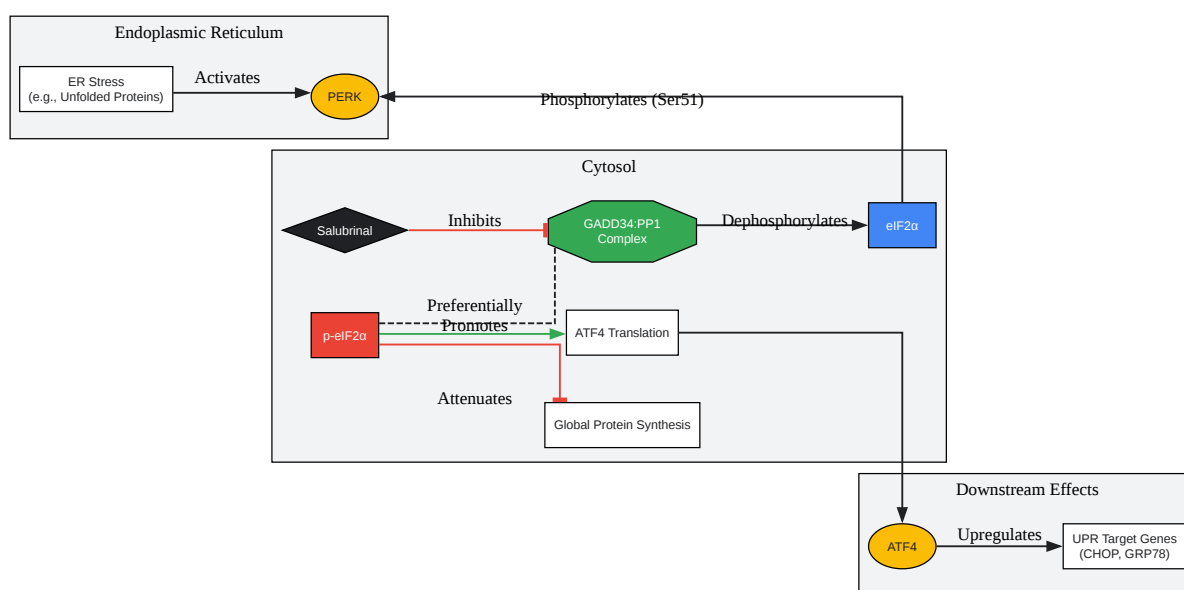 Endoplasmic Reticulum
ER Stress
(e.g., Unfolded Proteins)
Activates
PERK
Phosphorylates (Ser51)
Cytosol
Salubrinal
Inhibits
GADD34:PP1
Complex
Dephosphorylates
eIF2α
Preferentially
Promotes
p-eIF2α
ATF4 Translation
Attenuates
Global Protein Synthesis
Downstream Effects
ATF4
Upregulates
UPR Target Genes
(CHOP, GRP78)